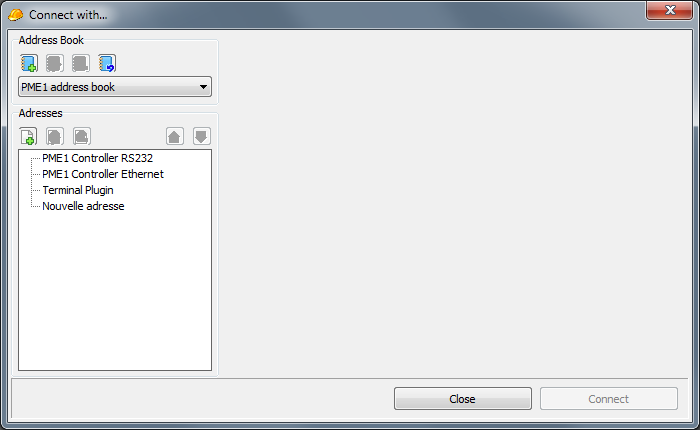 Connect with...
Address Book
PME1 address book
Adresses
PME1 Controller RS232
PME1 Controller Ethernet
Terminal Plugin
Nouvelle adresse
Close
Connect